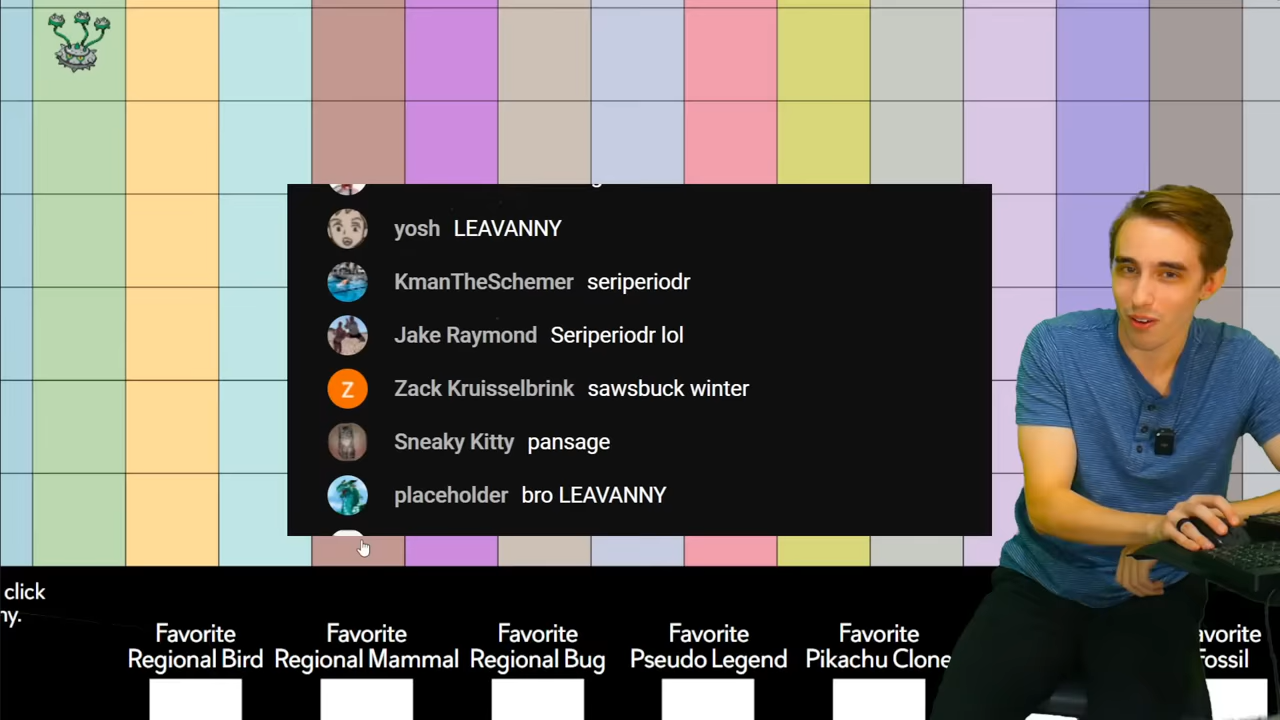 yosh LEAVANNY
KmanTheSchemer seriperiodr
Jake Raymond Seriperiodr lol
Z
Zack Kruisselbrink sawsbuck winter
Sneaky Kitty pansage
placeholder bro LEAVANNY
click
ny.
Favorite
Regional Bird
Favorite
Regional Mammal
Favorite
Regional Bug
Favorite
Pseudo Legend
Favorite
Pikachu Clone
avorite
ossil